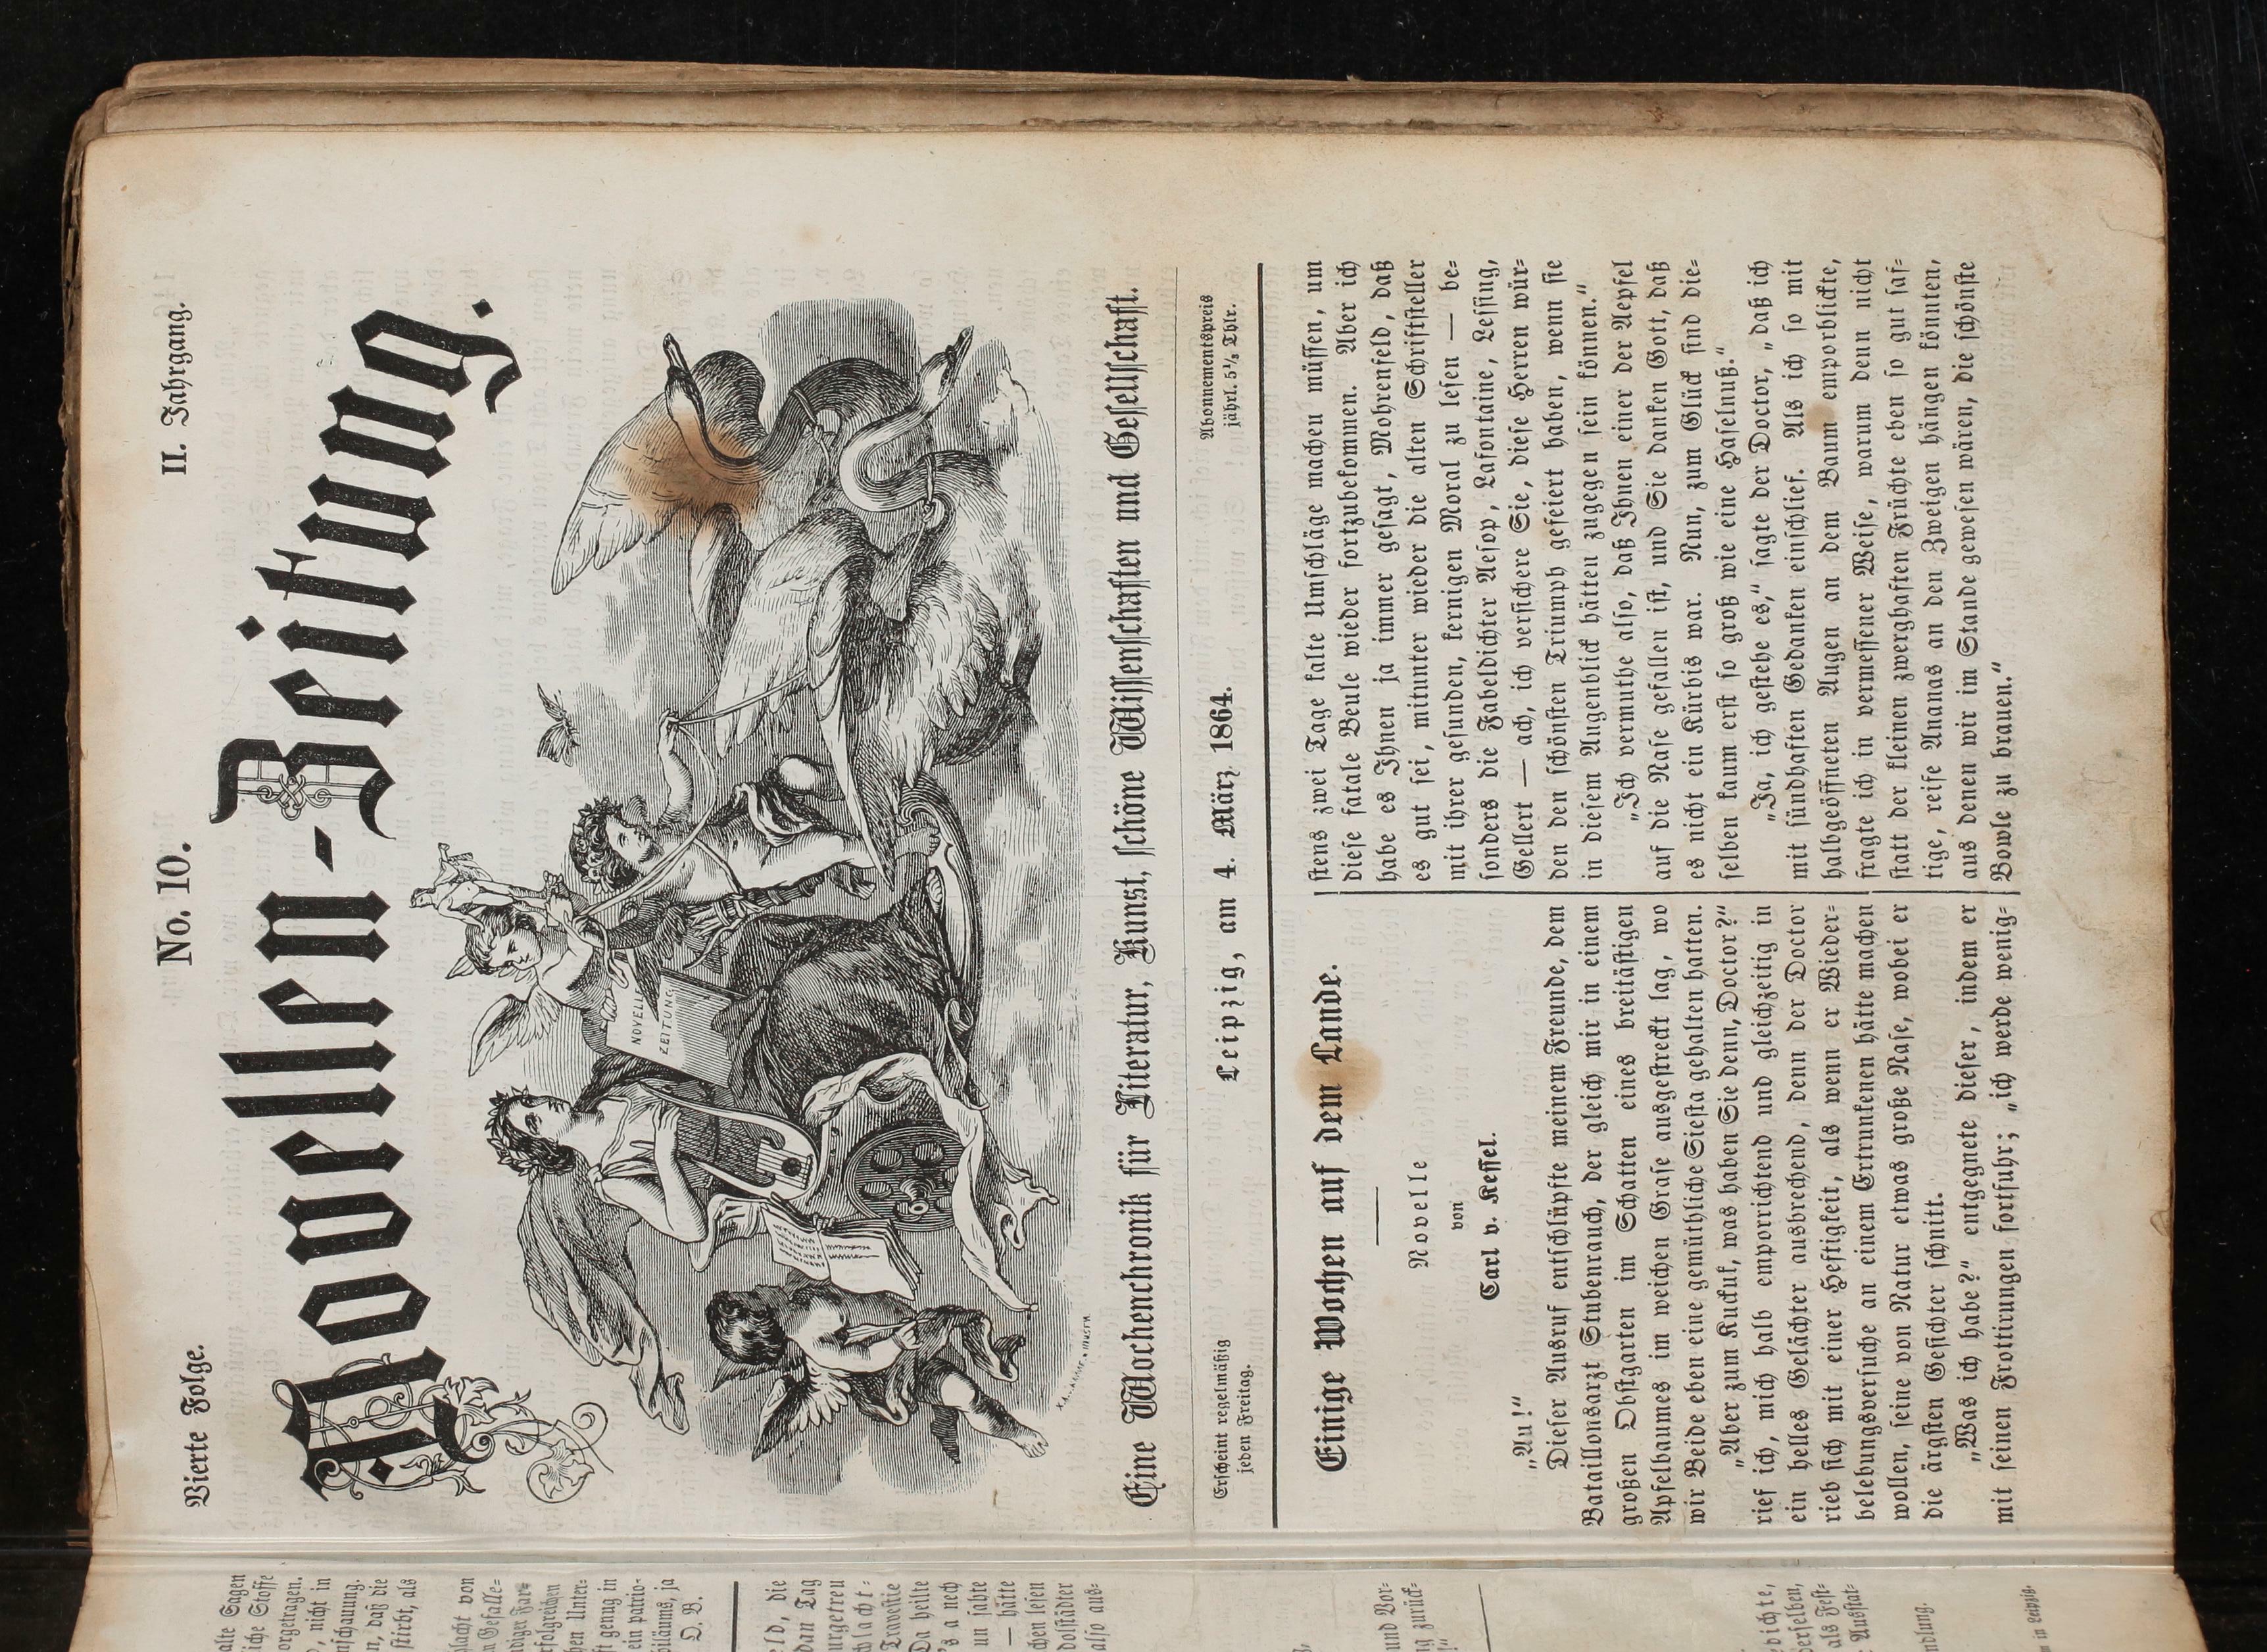 Vierte Folge.
No. 10.
II. Jahrgang.
Novellen-Zeitung.
NOVELLEN
ZEITUNG
Eine Wochenchronik für Literatur, Kunst, schöne Wissenschaften und Gesellschaft.
Erscheint regelmäßig
jeden Freitag.
Leipzig, am 4. März 1864.
Abonnementspreis
jährl. 5⅓ Thlr.
Einige Wochen auf dem Lande.
Novelle
von
Carl v. Kessel.
„Au!“
Dieser Ausruf entschlüpfte meinem Freunde, dem
Bataillonsarzt Stubenrauch, der gleich mir in einem
großen Obstgarten im Schatten eines breitästigen
Apfelbaumes im weichen Grase ausgestreckt lag, wo
wir Beide eben eine gemüthliche Siesta gehalten hatten.
„Aber zum Kuckuk, was haben Sie denn, Doctor?“
rief ich, mich halb emporrichtend und gleichzeitig in
ein helles Gelächter ausbrechend, denn der Doctor
rieb sich mit einer Heftigkeit, als wenn er Wieder-
belebungsversuche an einem Ertrunkenen hätte machen
wollen, seine von Natur etwas große Nase, wobei er
die ärgsten Gesichter schnitt.
„Was ich habe?“ entgegnete dieser, indem er
mit seinen Frottirungen fortfuhr; „ich werde wenig-
stens zwei Tage kalte Umschläge machen müssen, um
diese fatale Beule wieder fortzubekommen. Aber ich
habe es Ihnen ja immer gesagt, Mohrenfeld, daß
es gut sei, mitunter wieder die alten Schriftsteller
mit ihrer gesunden, kernigen Moral zu lesen — be-
sonders die Fabeldichter Aesop, Lafontaine, Lessing,
Gellert — ach, ich versichere Sie, diese Herren wür-
den den schönsten Triumph gefeiert haben, wenn sie
in diesem Augenblick hätten zugegen sein können.“
„Ich vermuthe also, daß Ihnen einer der Aepfel
auf die Nase gefallen ist, und Sie danken Gott, daß
es nicht ein Kürbis war. Nun, zum Glück sind die-
selben kaum erst so groß wie eine Haselnuß.“
„Ja, ich gestehe es,“ sagte der Doctor, „daß ich
mit sündhaften Gedanken einschlief. Als ich so mit
halbgeöffneten Augen an dem Baum emporblickte,
fragte ich in vermessener Weise, warum denn nicht
statt der kleinen zwerghaften Früchte eben so gut saf-
tige, reife Ananas an den Zweigen hängen könnten,
aus denen wir im Stande gewesen wären, die schönste
Bowle zu brauen.“